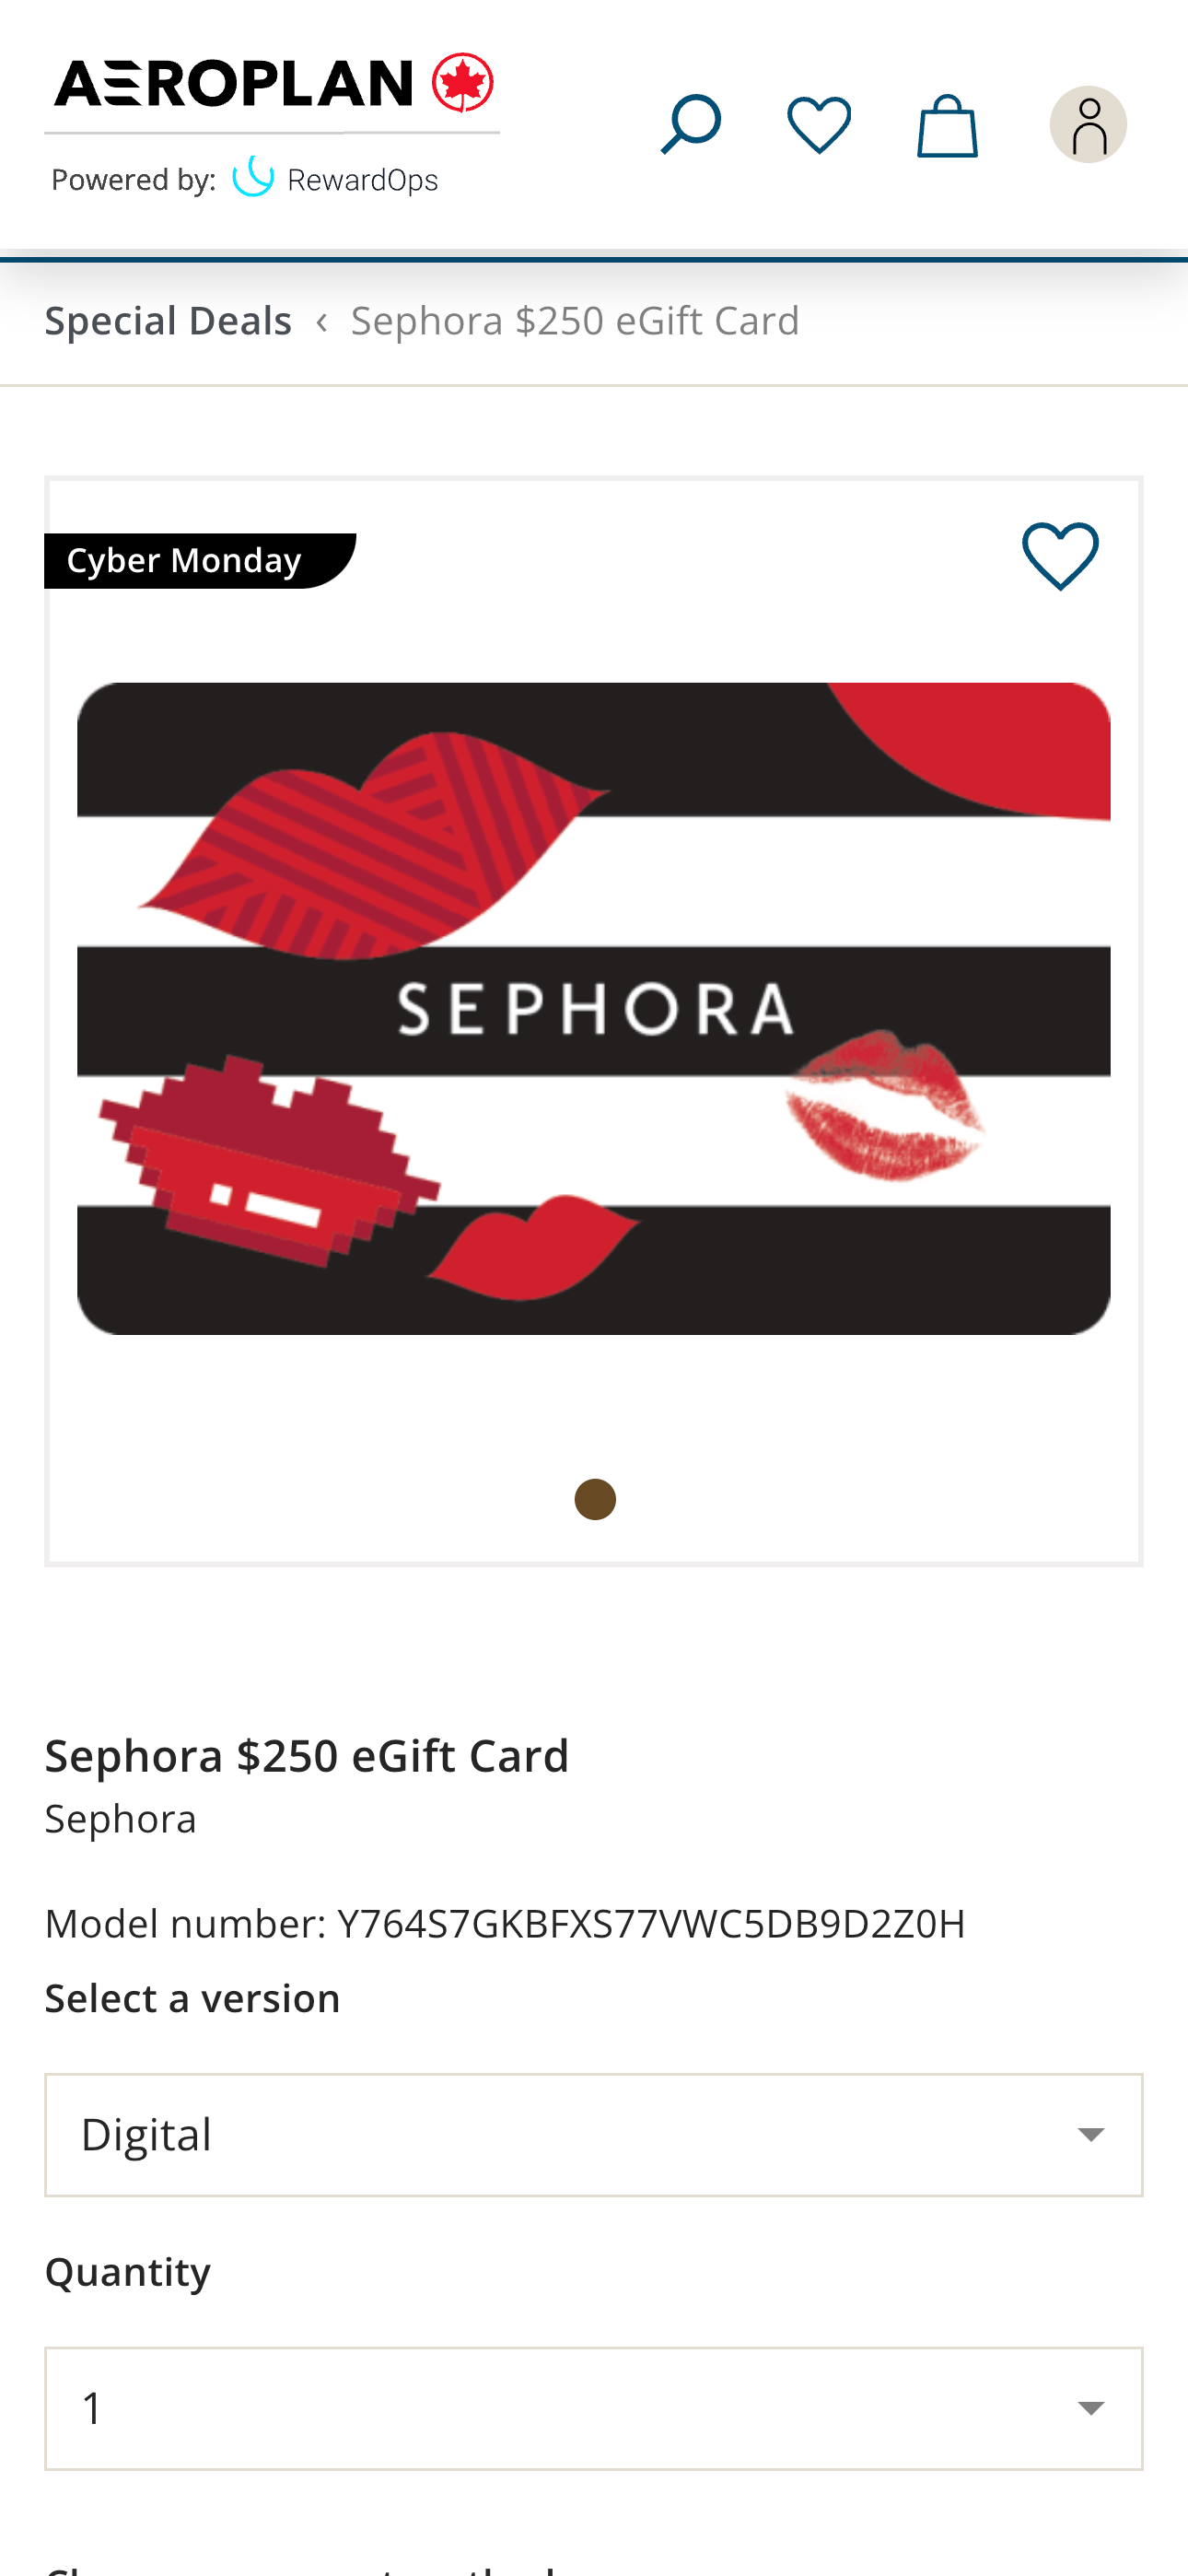 AEROPLAN
Powered by: RewardOps
Special Deals ‹ Sephora $250 eGift Card
Cyber Monday
SEPHORA
Sephora $250 eGift Card
Sephora
Model number: Y764S7GKBFXS77VWC5DB9D2Z0H
Select a version
Digital
Quantity
1